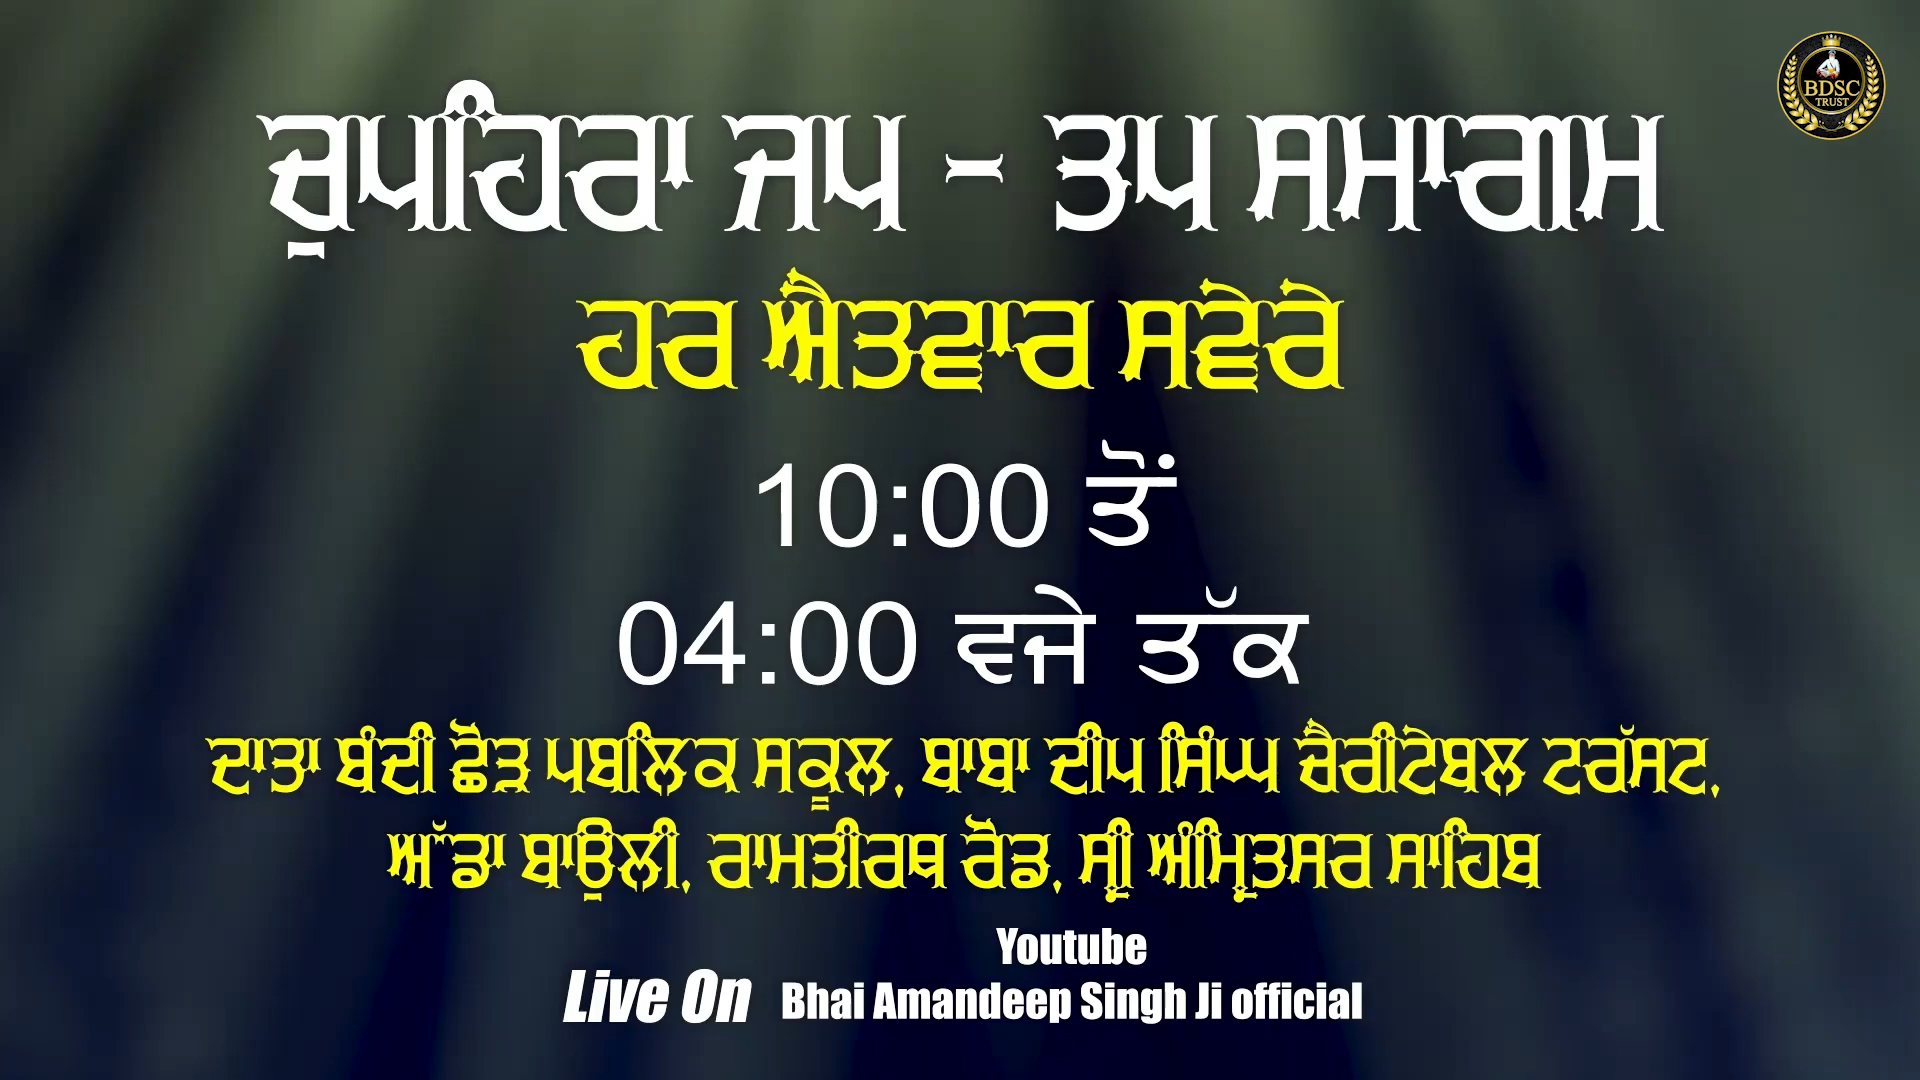 BDSC
TRUST
ਚੁਪਹਿਰਾ ਜਪ - ਤਪ ਸਮਾਗਮ
ਹਰ ਐਤਵਾਰ ਸਵੇਰੇ
10:00 ਤੋਂ
04:00 ਵਜੇ ਤੱਕ
ਦਾਤਾ ਬੰਦੀ ਛੋੜ ਪਬਲਿਕ ਸਕੂਲ, ਬਾਬਾ ਦੀਪ ਸਿੰਘ ਚੈਰੀਟੇਬਲ ਟਰੱਸਟ,
ਅੱਡਾ ਬਾਉਲੀ, ਰਾਮਤੀਰਥ ਰੋਡ, ਸ੍ਰੀ ਅੰਮ੍ਰਿਤਸਰ ਸਾਹਿਬ
Youtube
Live On Bhai Amandeep Singh Ji official